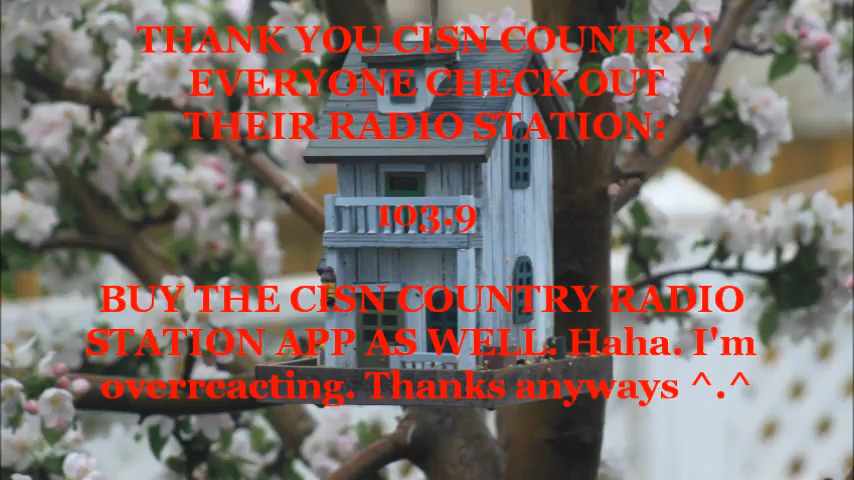 THANK YOU CISN COUNTRY!
EVERYONE CHECK OUT
THEIR RADIO STATION:
103.9
BUY THE CISN COUNTRY RADIO
STATION APP AS WELL. Haha. I'm
overreacting. Thanks anyways ^.^